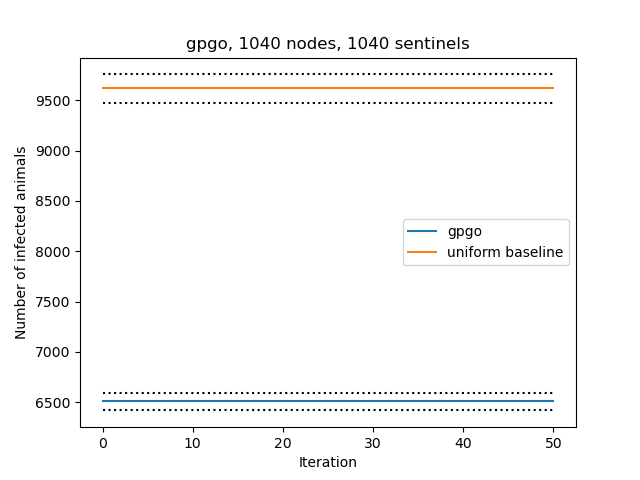 gpgo, 1040 nodes, 1040 sentinels
Number of infected animals
9500
9000
8500
8000
7500
7000
6500
gpgo
uniform baseline
0 10 20 30 40 50
Iteration